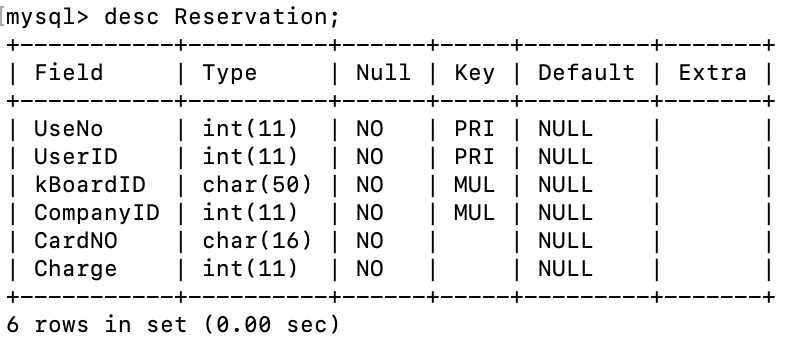 mysql> desc Reservation;
+-----------+----------+------+-----+---------+-------+
| Field     | Type     | Null | Key | Default | Extra |
+-----------+----------+------+-----+---------+-------+
| UseNo     | int(11)  | NO   | PRI | NULL    |       |
| UserID    | int(11)  | NO   | PRI | NULL    |       |
| kBoardID  | char(50) | NO   | MUL | NULL    |       |
| CompanyID | int(11)  | NO   | MUL | NULL    |       |
| CardNO    | char(16) | NO   |     | NULL    |       |
| Charge    | int(11)  | NO   |     | NULL    |       |
+-----------+----------+------+-----+---------+-------+
6 rows in set (0.00 sec)